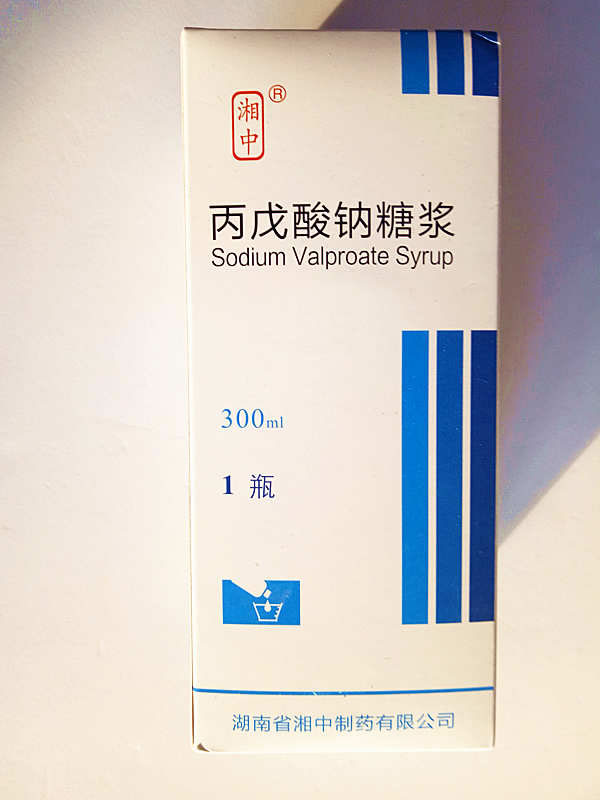 湘中®
丙戊酸钠糖浆
Sodium Valproate Syrup
300ml
1 瓶
湖南省湘中制药有限公司